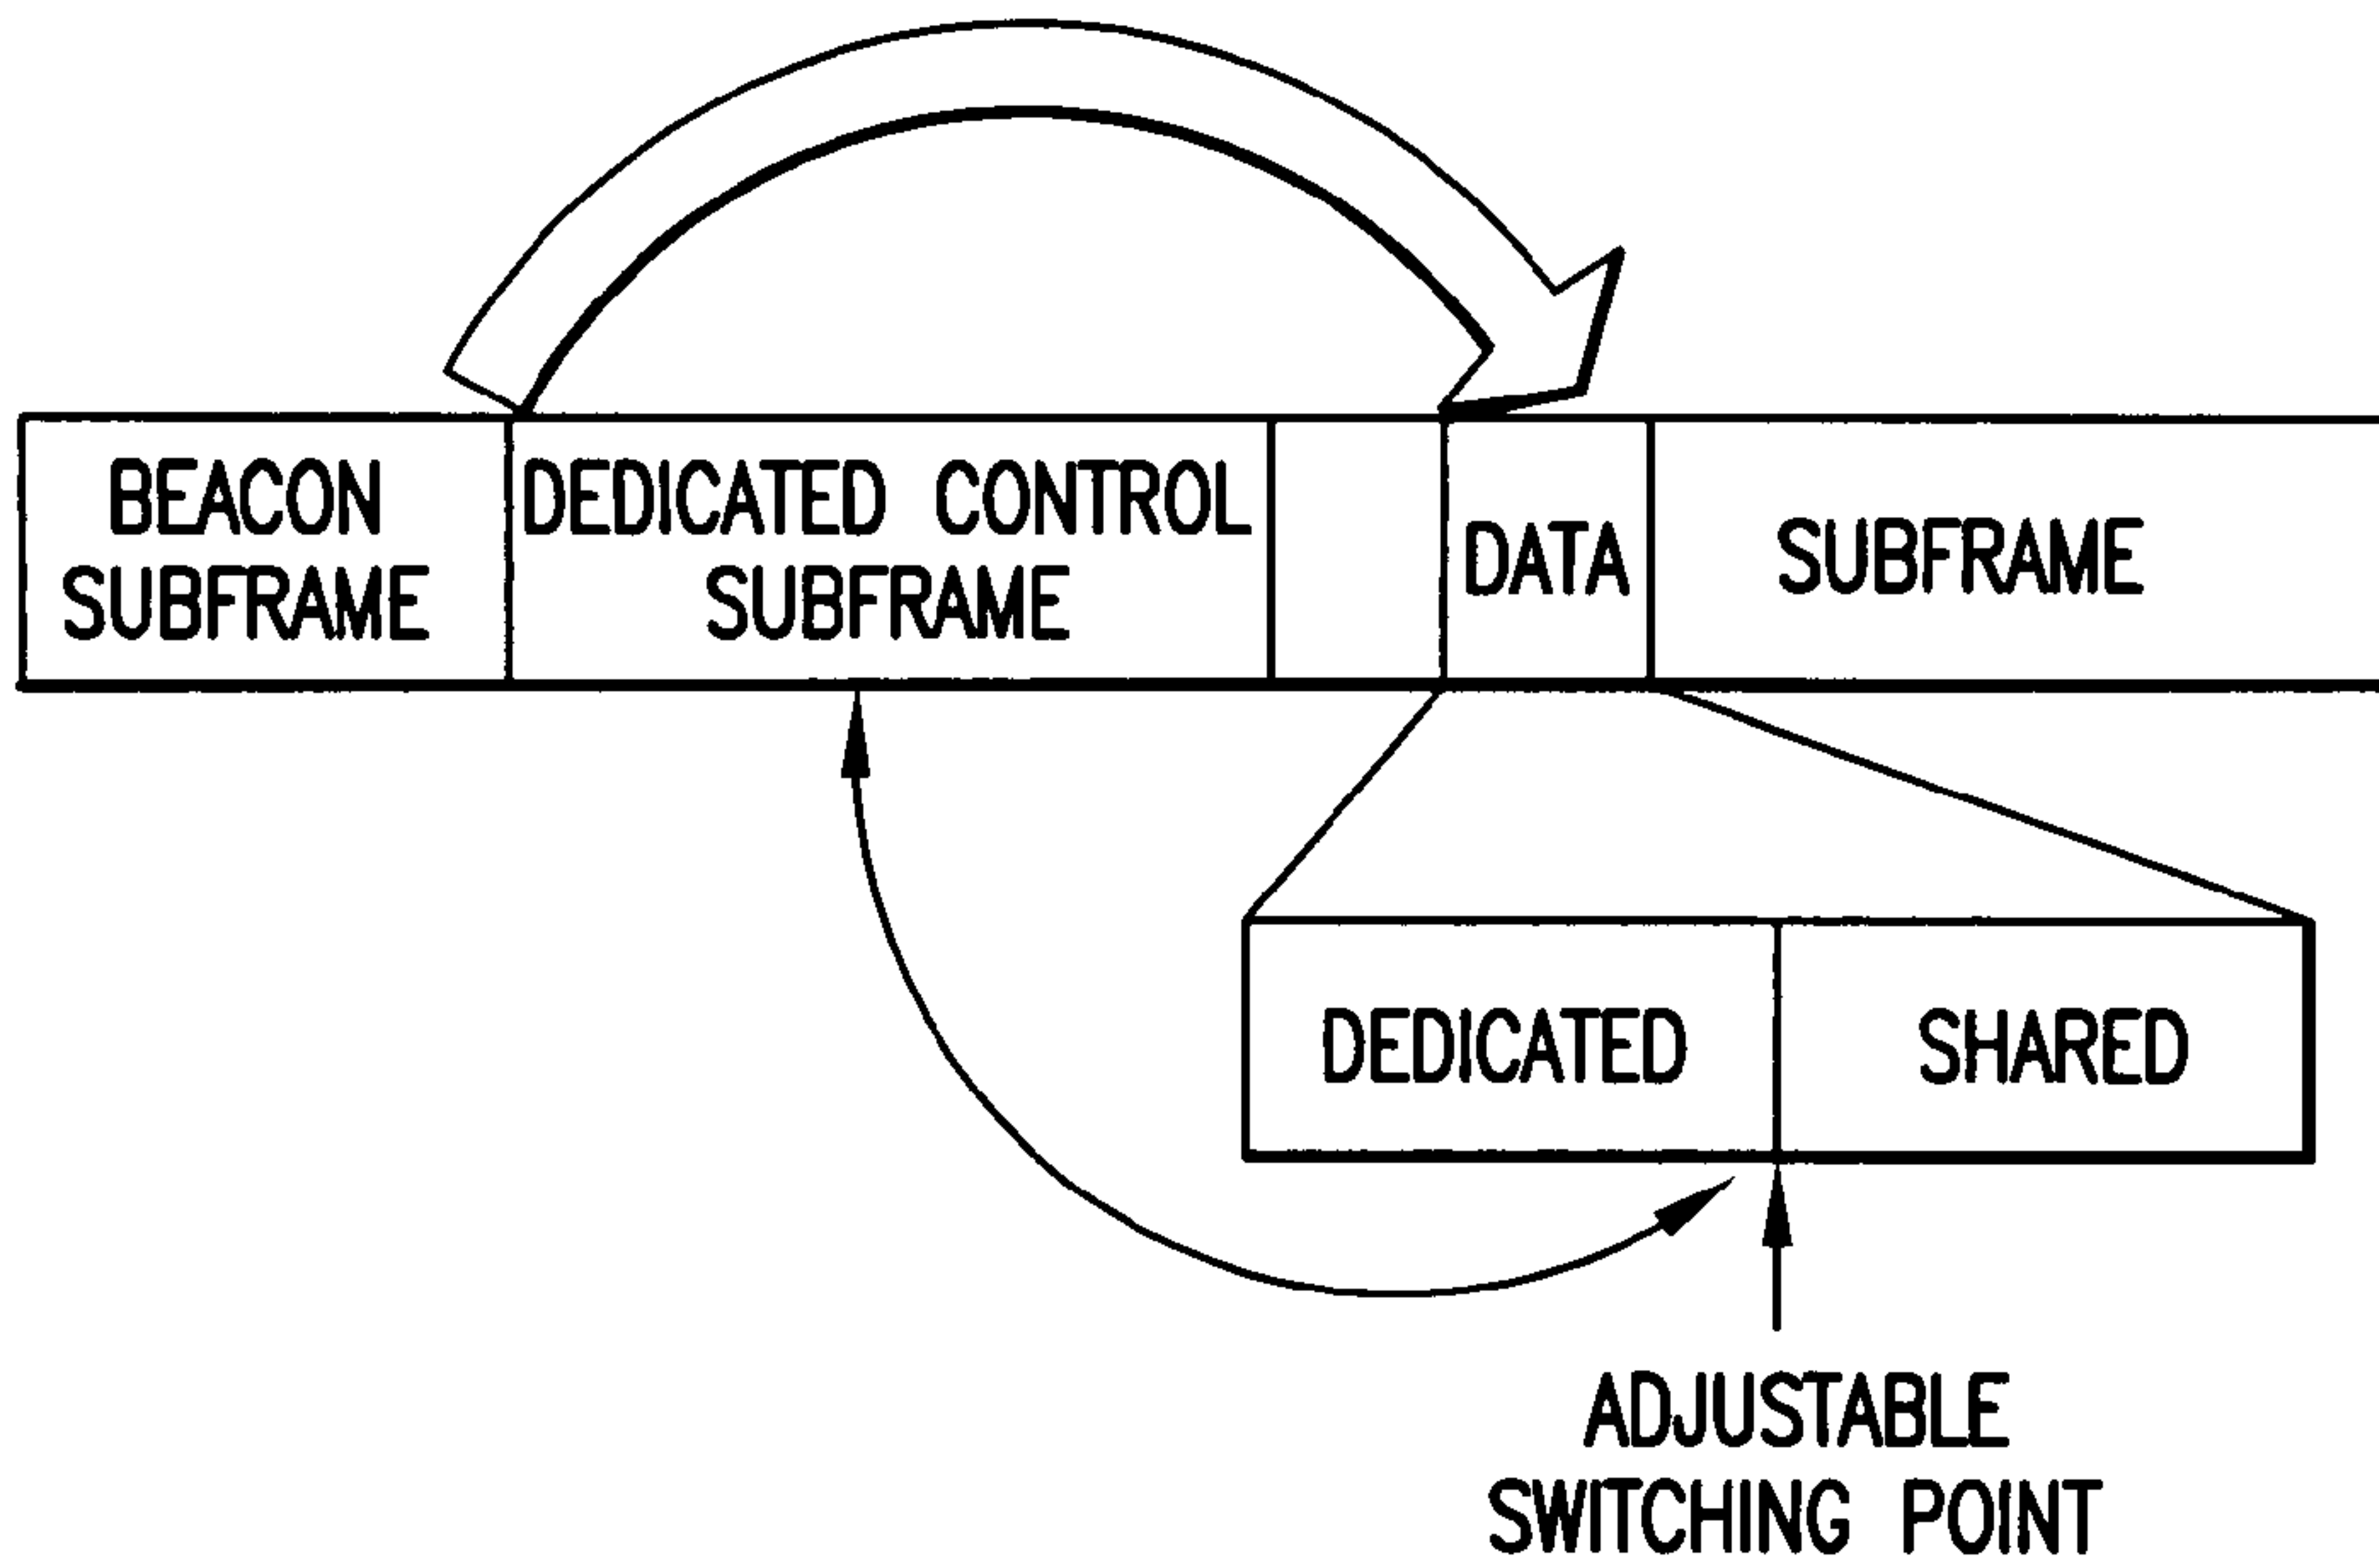 BEACON
SUBFRAME
DEDICATED CONTROL
SUBFRAME
DATA
SUBFRAME
DEDICATED
SHARED
ADJUSTABLE
SWITCHING POINT